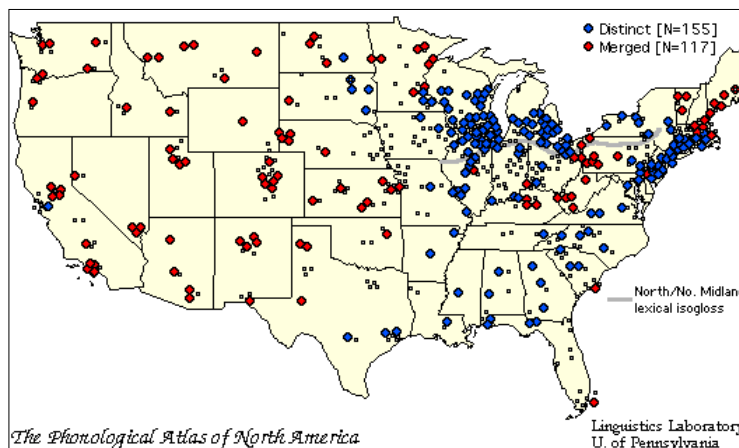 Distinct [N=155]
Merged [N=117]
North/No. Midland
lexical isogloss
The Phonological Atlas of North America
Linguistics Laboratory
U. of Pennsylvania